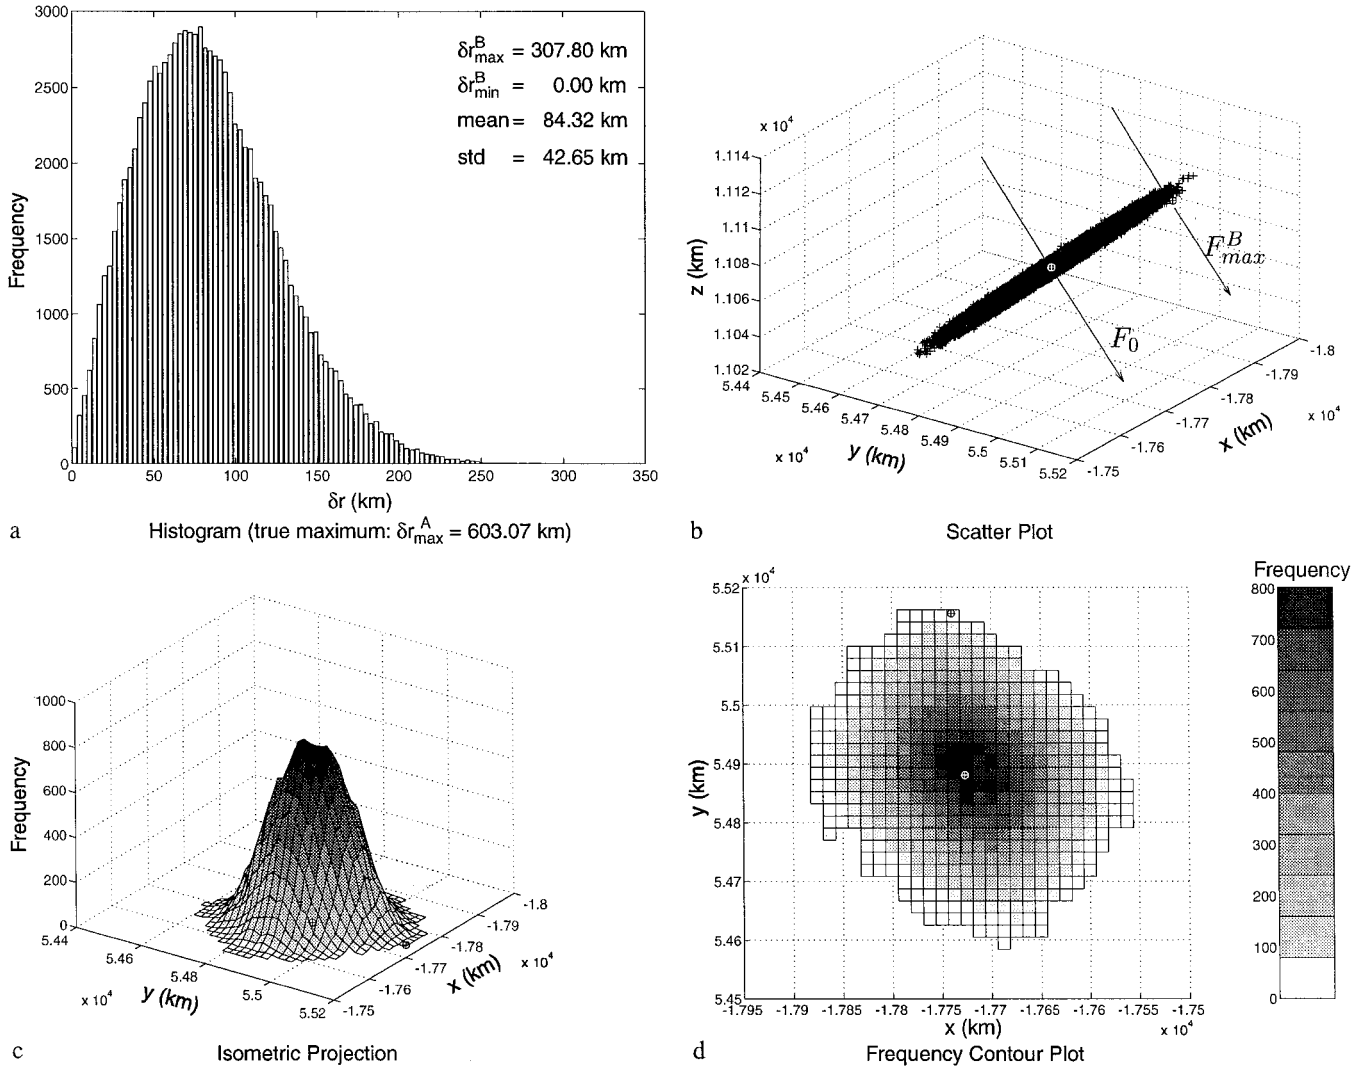 3000
2500
2000
1500
1000
500
0
Frequency
0 50 100 150 200 250 300 350
δr (km)
δr^B_max = 307.80 km
δr^B_min = 0.00 km
mean = 84.32 km
std = 42.65 km
a
Histogram (true maximum: δr^A_max = 603.07 km)
x 10^4
1.114
1.112
1.11
1.108
1.106
1.104
1.102
z (km)
5.44 5.45 5.46 5.47 5.48 5.49 5.5 5.51 5.52
x 10^4
y (km)
-1.75 -1.76 -1.77 -1.78 -1.79 -1.8
x (km)
x 10^4
F_0
F^B_max
b
Scatter Plot
1000
800
600
400
200
0
Frequency
5.44 5.46 5.48 5.5 5.52
x 10^4
y (km)
-1.75 -1.76 -1.77 -1.78 -1.79 -1.8
x (km)
x 10^4
c
Isometric Projection
x 10^4
5.52
5.51
5.5
5.49
5.48
5.47
5.46
5.45
y (km)
-1.795 -1.79 -1.785 -1.78 -1.775 -1.77 -1.765 -1.76 -1.755 -1.75
x (km)
x 10^4
Frequency
800
700
600
500
400
300
200
100
0
d
Frequency Contour Plot